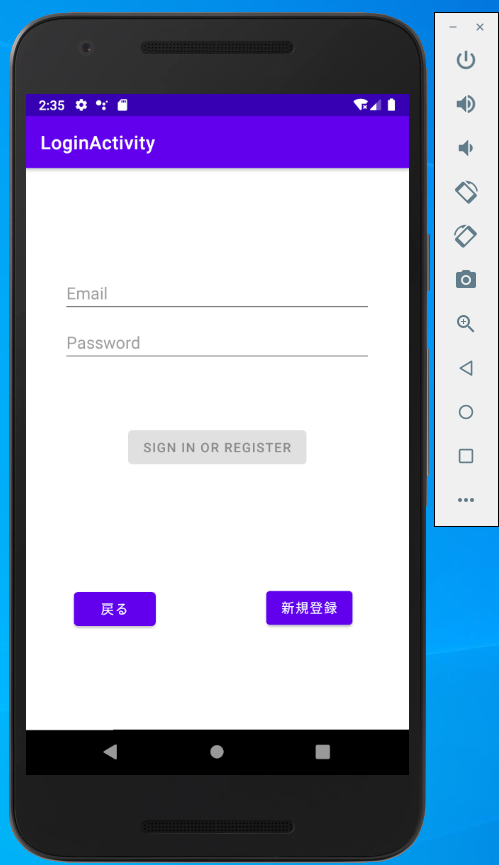 2:35
LoginActivity
Email
Password
SIGN IN OR REGISTER
戻る 新規登録